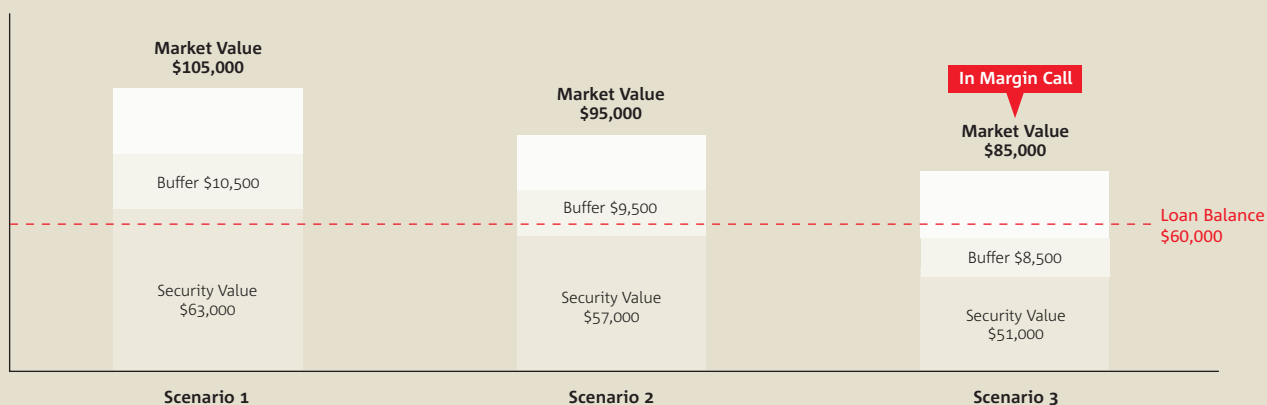 Market Value
$105,000
Buffer $10,500
Security Value
$63,000
Scenario 1
Market Value
$95,000
Buffer $9,500
Security Value
$57,000
Scenario 2
In Margin Call
Market Value
$85,000
Buffer $8,500
Security Value
$51,000
Scenario 3
Loan Balance
$60,000